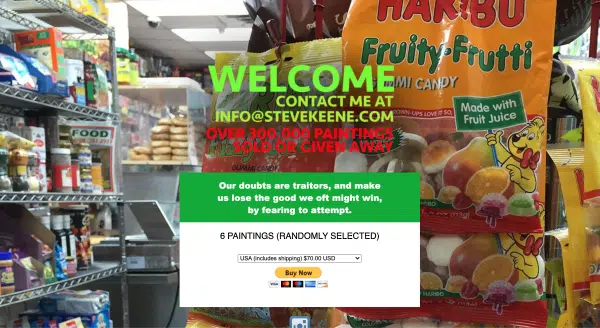 HARIBO
Fruity-Frutti
GUMMI CANDY
WELCOME
CONTACT ME AT
INFO@STEVEKEENE.COM
OVER 300,000 PAINTINGS
SOLD OR GIVEN AWAY
Made with
Fruit Juice
FOOD
GUMMI CANDY
Our doubts are traitors, and make
us lose the good we oft might win,
by fearing to attempt.
6 PAINTINGS (RANDOMLY SELECTED)
USA (includes shipping) $70.00 USD
Buy Now